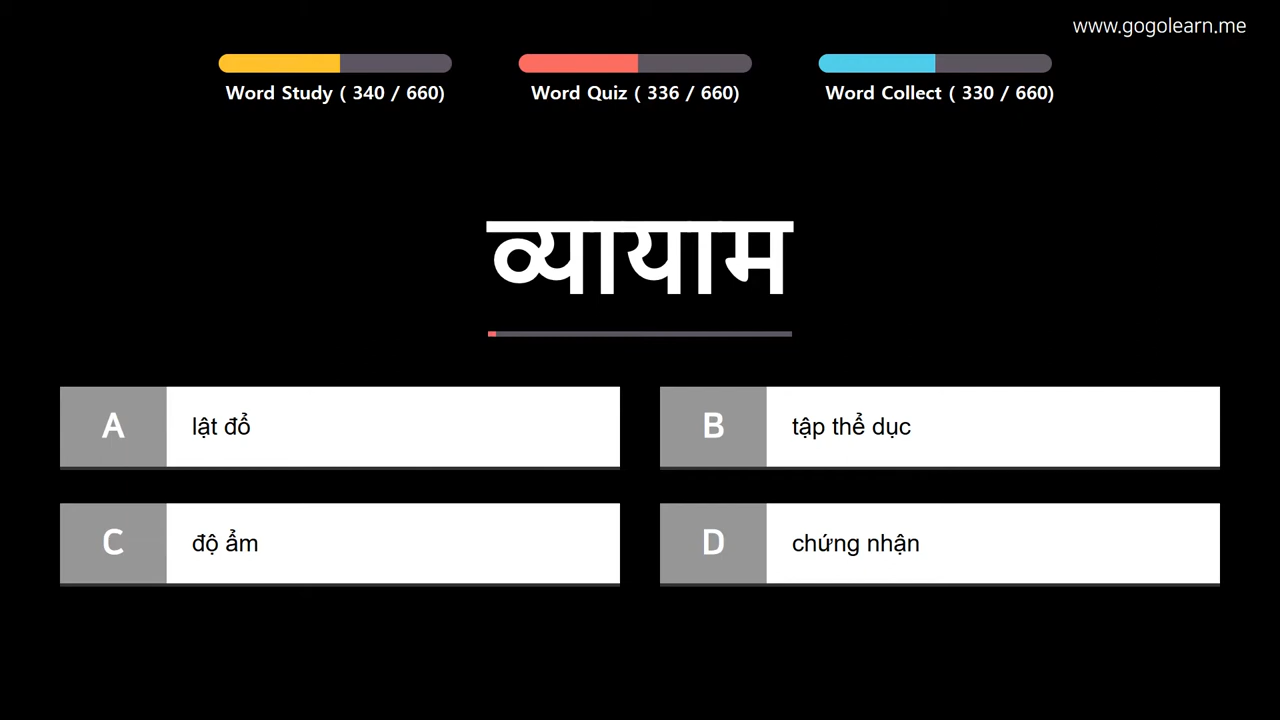 www.gogolearn.me
Word Study ( 340 / 660)
Word Quiz ( 336 / 660)
Word Collect ( 330 / 660)
व्यायाम
A lật đổ
B tập thể dục
C độ ẩm
D chứng nhận